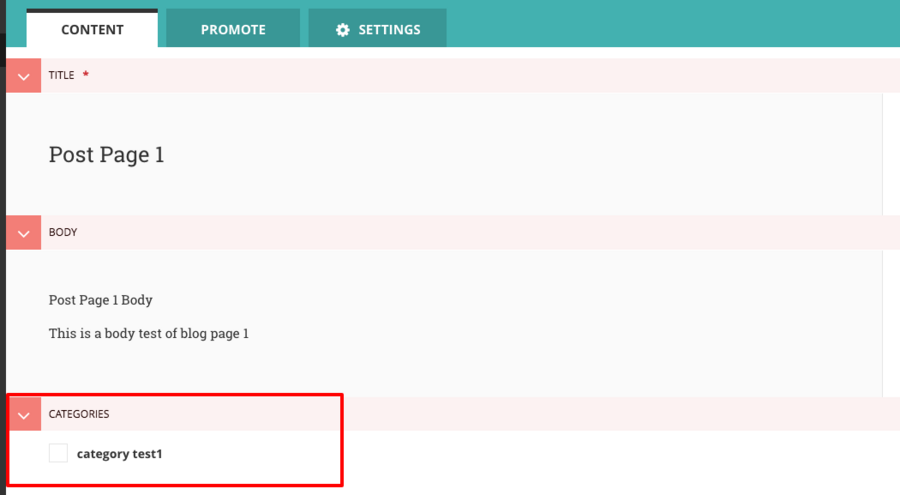 CONTENT
PROMOTE
SETTINGS
TITLE *
Post Page 1
BODY
Post Page 1 Body
This is a body test of blog page 1
CATEGORIES
category test1